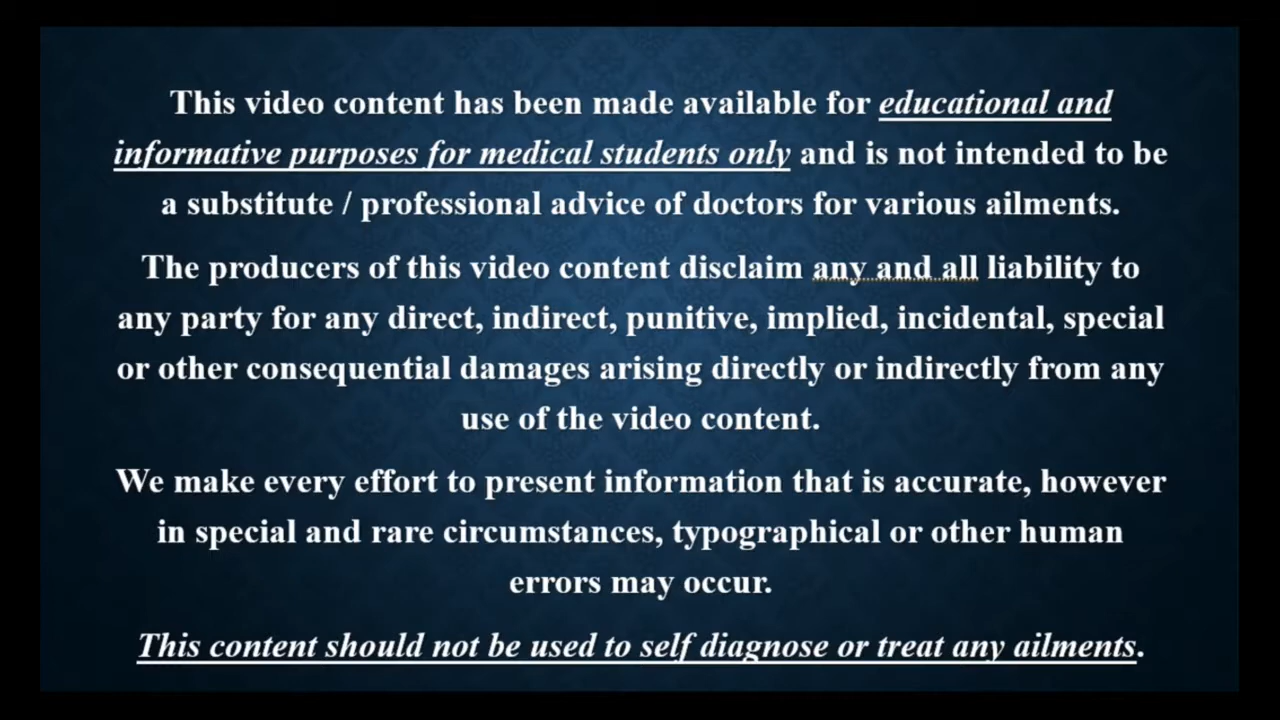 This video content has been made available for educational and
informative purposes for medical students only and is not intended to be
a substitute / professional advice of doctors for various ailments.
The producers of this video content disclaim any and all liability to
any party for any direct, indirect, punitive, implied, incidental, special
or other consequential damages arising directly or indirectly from any
use of the video content.
We make every effort to present information that is accurate, however
in special and rare circumstances, typographical or other human
errors may occur.
This content should not be used to self diagnose or treat any ailments.